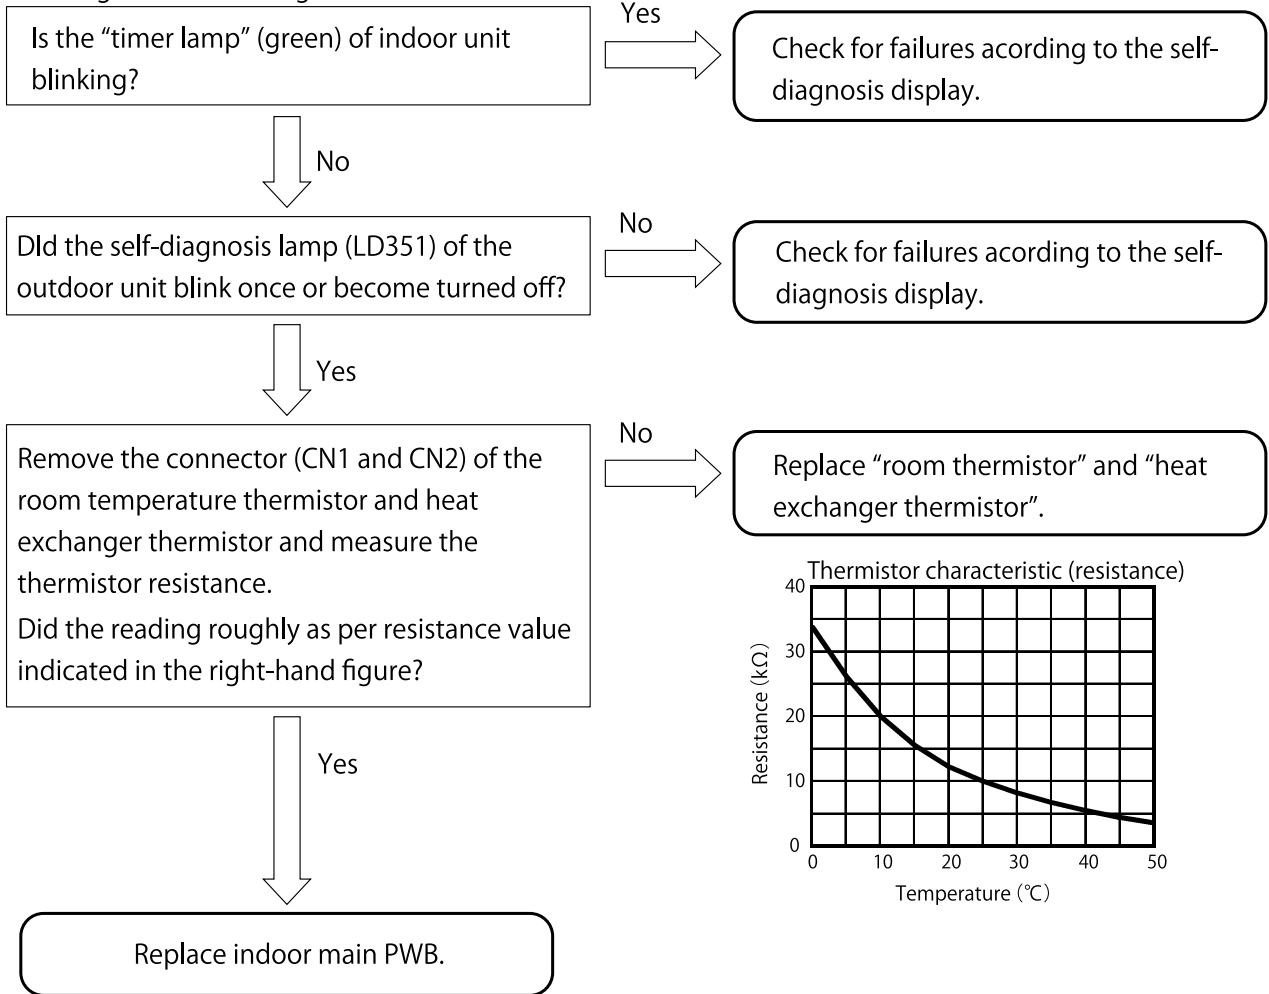 Is the “timer lamp” (green) of indoor unit
blinking?
Yes
Check for failures acording to the self-
diagnosis display.
No
DId the self-diagnosis lamp (LD351) of the
outdoor unit blink once or become turned off?
No
Check for failures acording to the self-
diagnosis display.
Yes
Remove the connector (CN1 and CN2) of the
room temperature thermistor and heat
exchanger thermistor and measure the
thermistor resistance.
Did the reading roughly as per resistance value
indicated in the right-hand figure?
No
Replace “room thermistor” and “heat
exchanger thermistor”.
Thermistor characteristic (resistance)
40
30
20
10
0
Resistance (kΩ)
0 10 20 30 40 50
Temperature (℃)
Yes
Replace indoor main PWB.